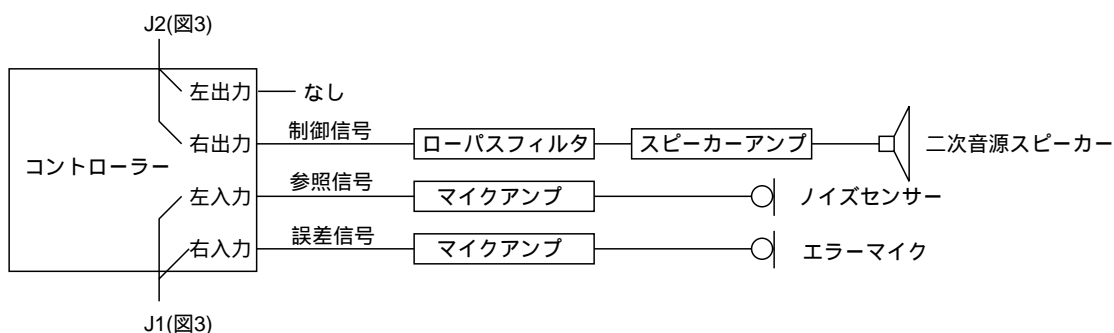 J2(図3)
左出力
なし
右出力
制御信号
ローパスフィルタ
スピーカーアンプ
二次音源スピーカー
コントローラー
左入力
参照信号
マイクアンプ
ノイズセンサー
右入力
誤差信号
マイクアンプ
エラーマイク
J1(図3)